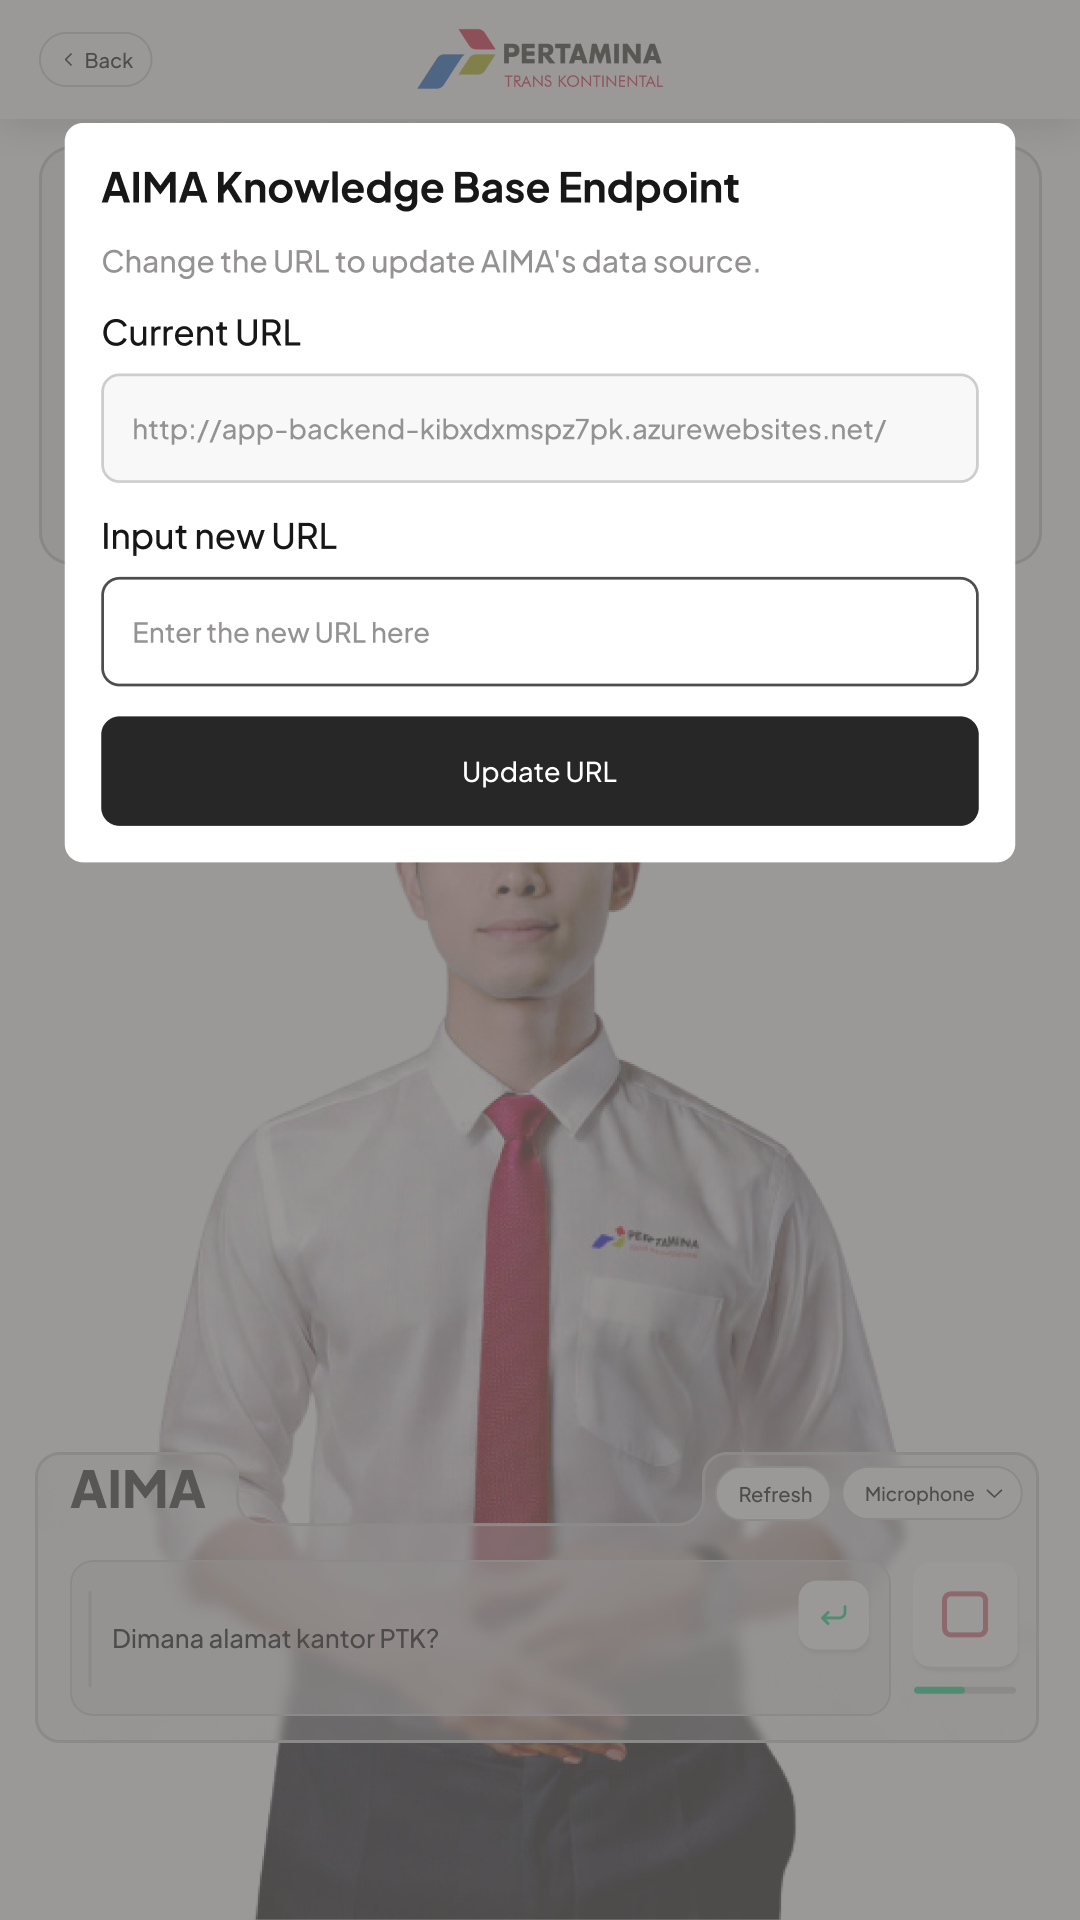 Back
PERTAMINA
TRANS KONTINENTAL
AIMA Knowledge Base Endpoint
Change the URL to update AIMA's data source.
Current URL
http://app-backend-kibxdxmspz7pk.azurewebsites.net/
Input new URL
Enter the new URL here
Update URL
PERTAMINA
AIMA
Refresh
Microphone
Dimana alamat kantor PTK?